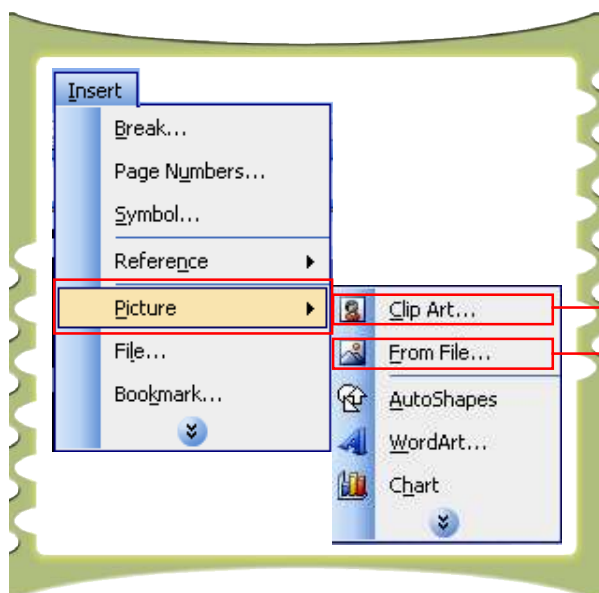 Insert
Break...
Page Numbers...
Symbol...
Reference
Picture
File...
Bookmark...
Clip Art...
From File...
AutoShapes
WordArt...
Chart